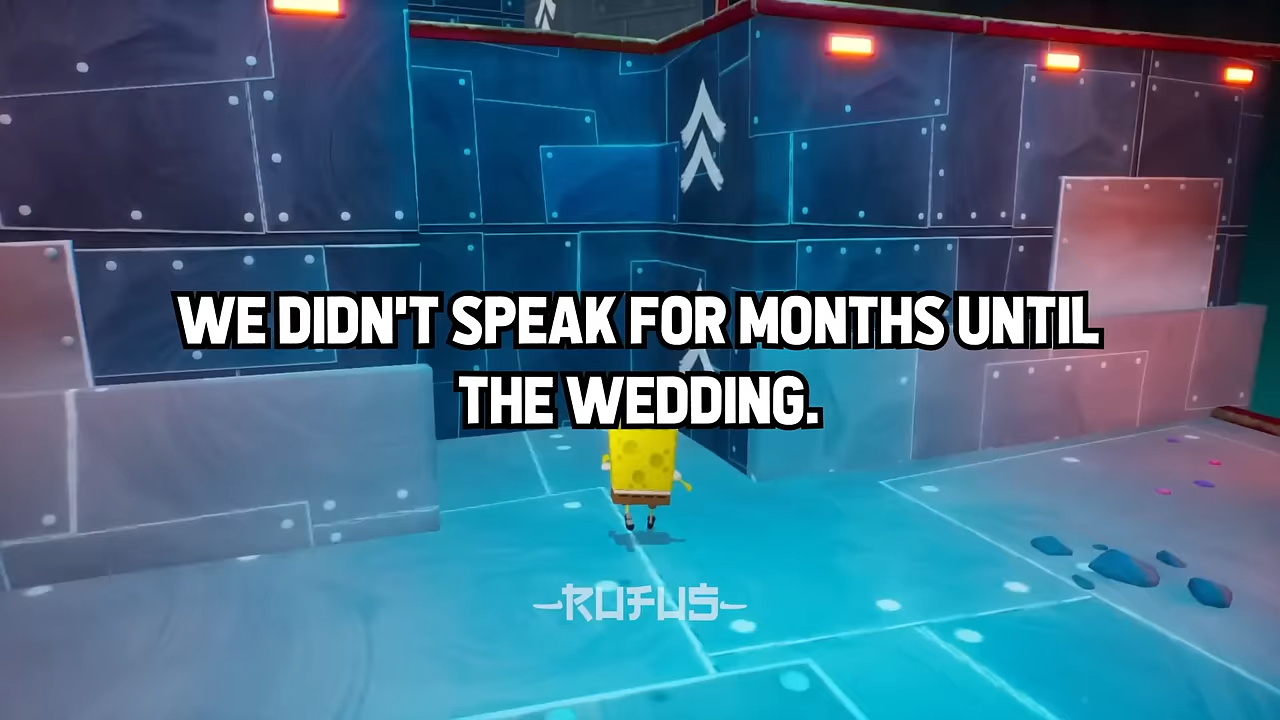 WE DIDN'T SPEAK FOR MONTHS UNTIL
THE WEDDING.
-RUFUS-